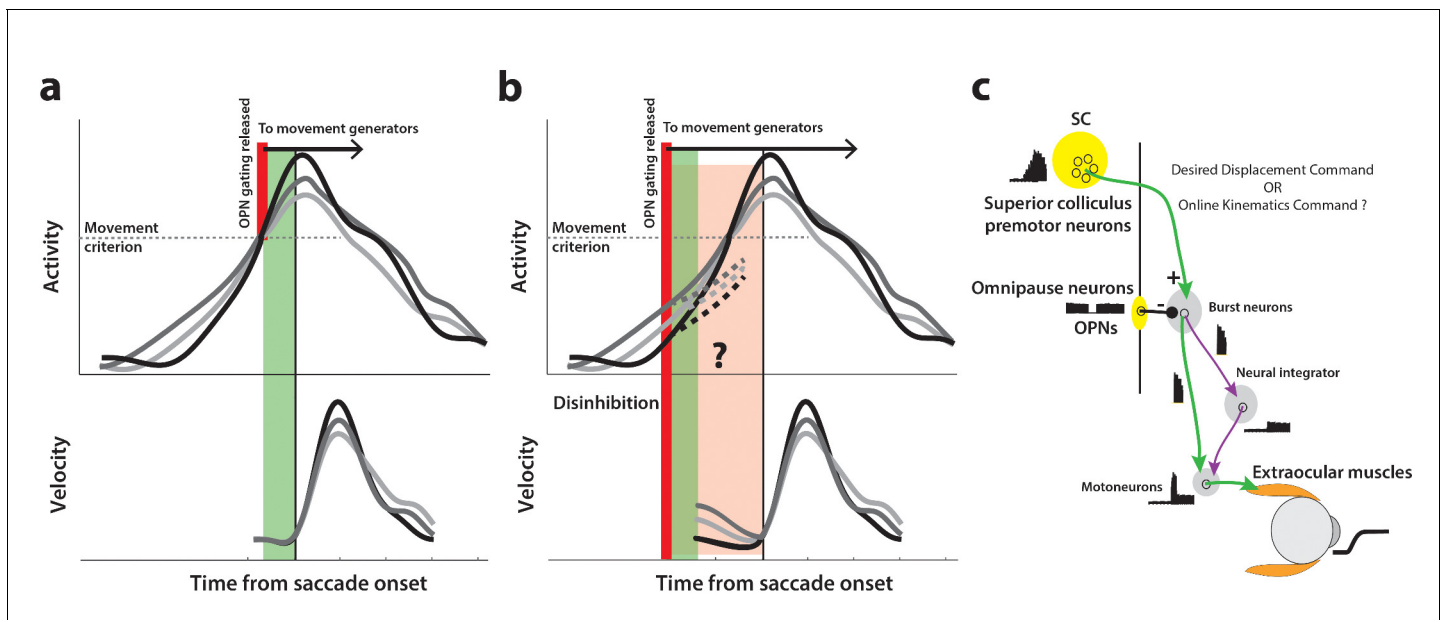 a
OPN gating released
To movement generators
Movement
criterion
Activity
Velocity
Time from saccade onset
b
OPN gating released
To movement generators
Movement
criterion
Activity
?
Disinhibition
Velocity
Time from saccade onset
c
SC
Superior colliculus
premotor neurons
Desired Displacement Command
OR
Online Kinematics Command ?
Omnipause neurons
OPNs
+
-
Burst neurons
Neural integrator
Motoneurons
Extraocular muscles